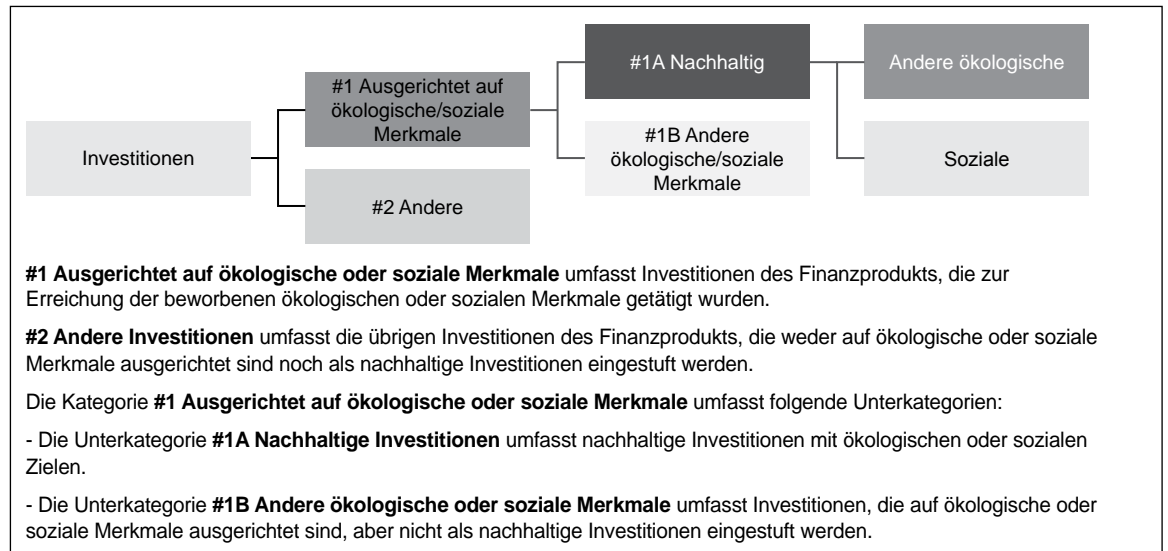 Investitionen
#1 Ausgerichtet auf
ökologische/soziale
Merkmale
#2 Andere
#1A Nachhaltig
#1B Andere
ökologische/soziale
Merkmale
Andere ökologische
Soziale
#1 Ausgerichtet auf ökologische oder soziale Merkmale umfasst Investitionen des Finanzprodukts, die zur
Erreichung der beworbenen ökologischen oder sozialen Merkmale getätigt wurden.
#2 Andere Investitionen umfasst die übrigen Investitionen des Finanzprodukts, die weder auf ökologische oder soziale
Merkmale ausgerichtet sind noch als nachhaltige Investitionen eingestuft werden.
Die Kategorie #1 Ausgerichtet auf ökologische oder soziale Merkmale umfasst folgende Unterkategorien:
- Die Unterkategorie #1A Nachhaltige Investitionen umfasst nachhaltige Investitionen mit ökologischen oder sozialen
Zielen.
- Die Unterkategorie #1B Andere ökologische oder soziale Merkmale umfasst Investitionen, die auf ökologische oder
soziale Merkmale ausgerichtet sind, aber nicht als nachhaltige Investitionen eingestuft werden.